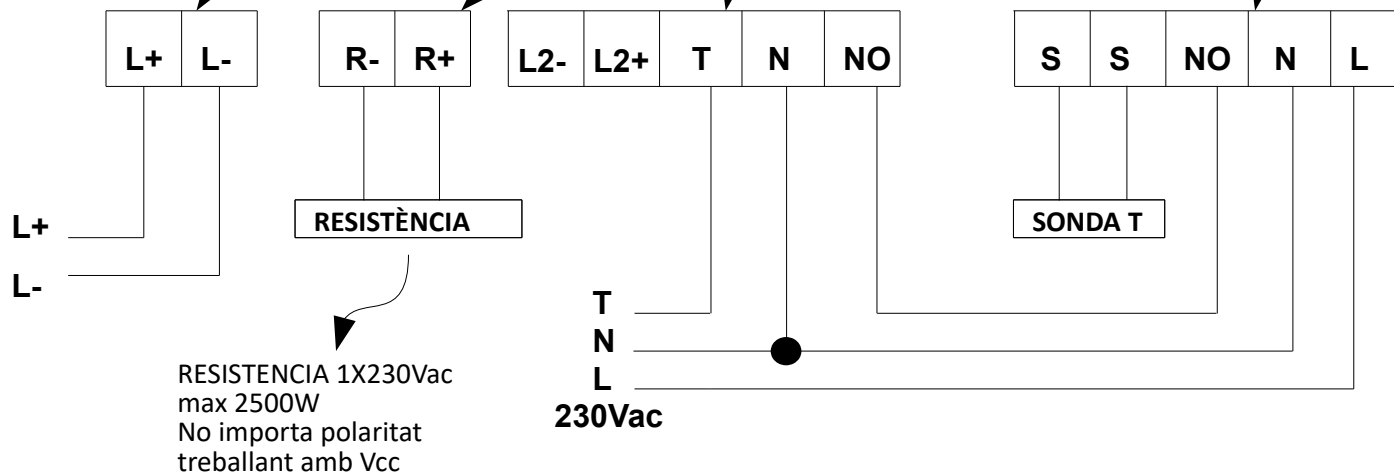 L+ L- R- R+ L2- L2+ T N NO S S NO N L
RESISTÈNCIA
SONDA T
L+
L-
T
N
L
230Vac
RESISTENCIA 1X230Vac
max 2500W
No importa polaritat
treballant amb Vcc